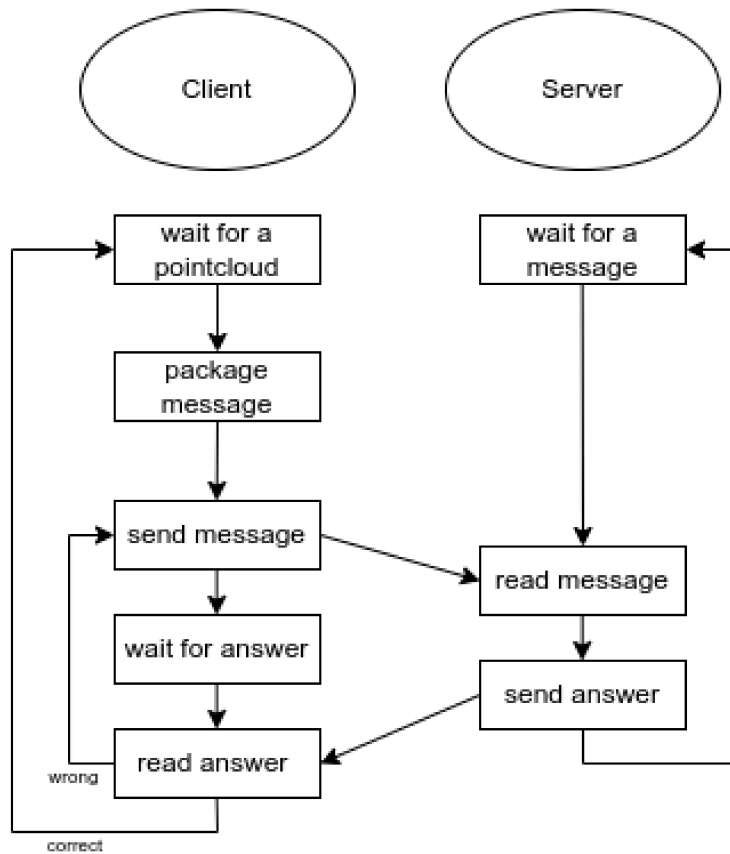 Client
Server
wait for a
pointcloud
wait for a
message
package
message
send message
read message
wait for answer
send answer
read answer
wrong
correct